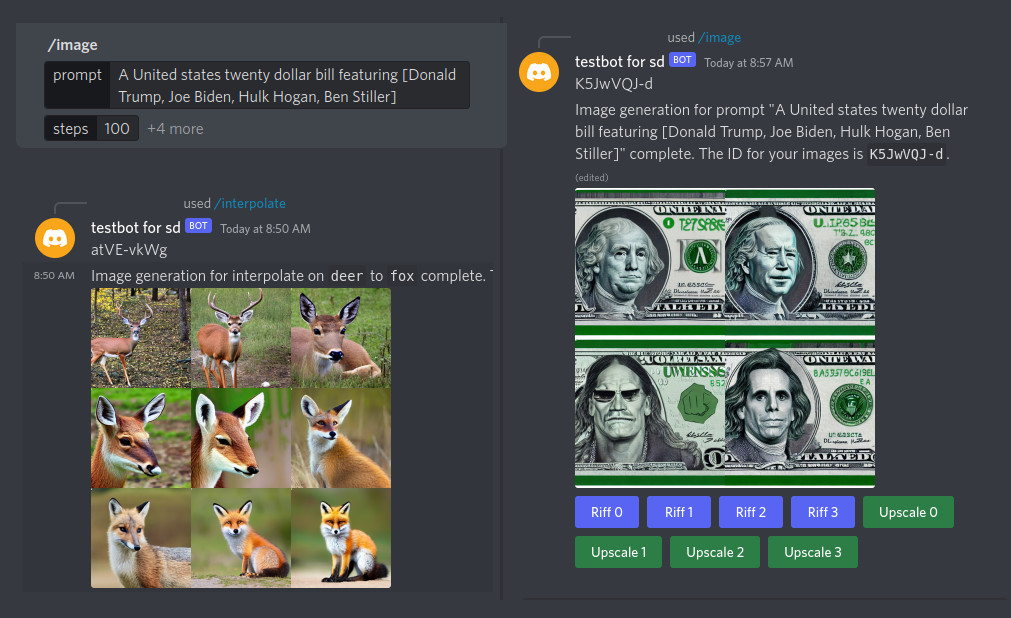 /image
prompt A United states twenty dollar bill featuring [Donald
Trump, Joe Biden, Hulk Hogan, Ben Stiller]
steps 100 +4 more
used /interpolate
testbot for sd BOT Today at 8:50 AM
atVE-vkWg
8:50 AM Image generation for interpolate on deer to fox complete.
used /image
testbot for sd BOT Today at 8:57 AM
K5JwVQJ-d
Image generation for prompt "A United states twenty dollar
bill featuring [Donald Trump, Joe Biden, Hulk Hogan, Ben
Stiller]" complete. The ID for your images is K5JwVQJ-d.
(edited)
Riff 0 Riff 1 Riff 2 Riff 3 Upscale 0
Upscale 1 Upscale 2 Upscale 3